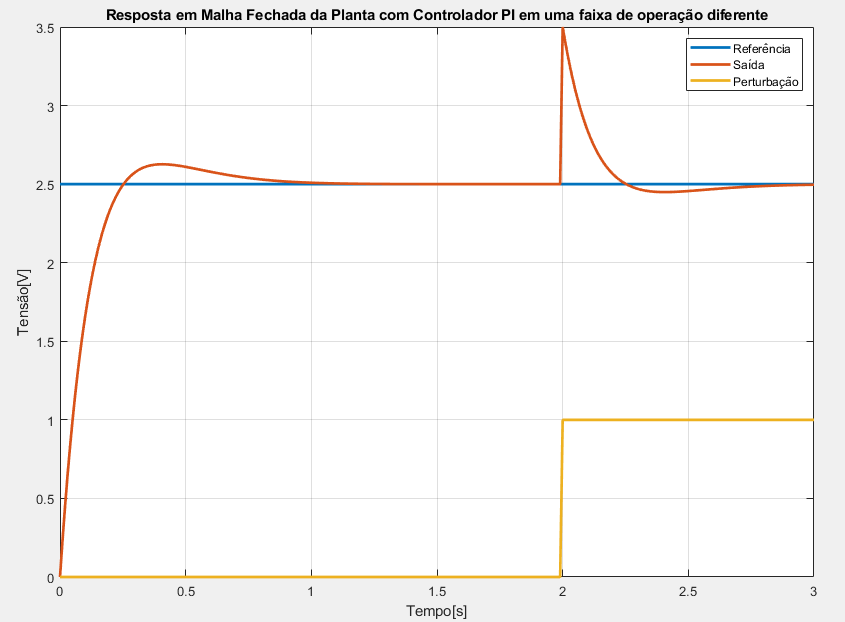 Resposta em Malha Fechada da Planta com Controlador PI em uma faixa de operação diferente
Referência
Saída
Perturbação
Tensão[V]
3.5
3
2.5
2
1.5
1
0.5
0
0 0.5 1 1.5 2 2.5 3
Tempo[s]